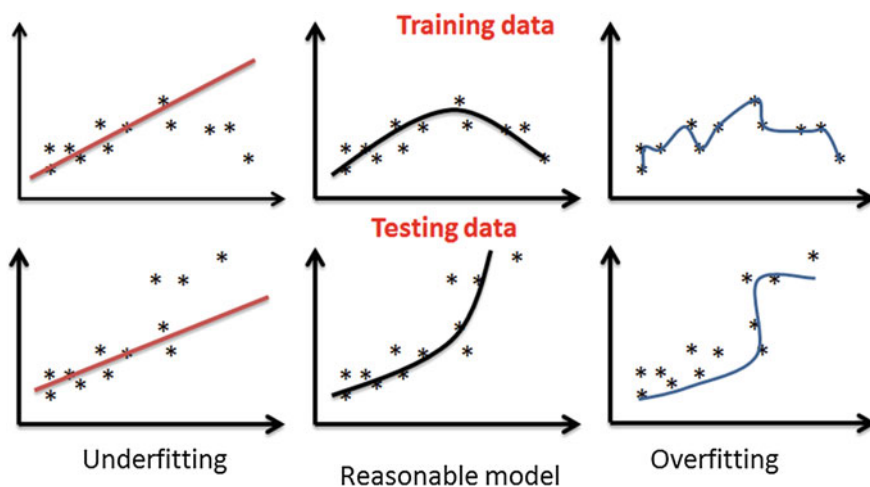 Training data
Testing data
Underfitting
Reasonable model
Overfitting